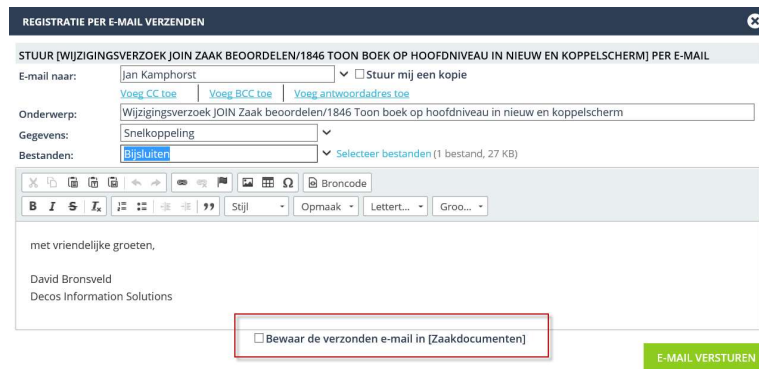 REGISTRATIE PER E-MAIL VERZENDEN
STUUR [WIJZIGINGSVERZOEK JOIN ZAAK BEOORDELEN/1846 TOON BOEK OP HOOFDNIVEAU IN NIEUW EN KOPPELSCHERM] PER E-MAIL
E-mail naar: Jan Kamphorst Stuur mij een kopie
Voeg CC toe Voeg BCC toe Voeg antwoordadres toe
Onderwerp: Wijzigingsverzoek JOIN Zaak beoordelen/1846 Toon boek op hoofdniveau in nieuw en koppelscherm
Gegevens: Snelkoppeling
Bestanden: Bijsluiten Selecteer bestanden (1 bestand, 27 KB)
Broncode
B I S Ix Stijl Opmaak Lettert... Groo...
met vriendelijke groeten,
David Bronsveld
Decos Information Solutions
Bewaar de verzonden e-mail in [Zaakdocumenten]
E-MAIL VERSTUREN